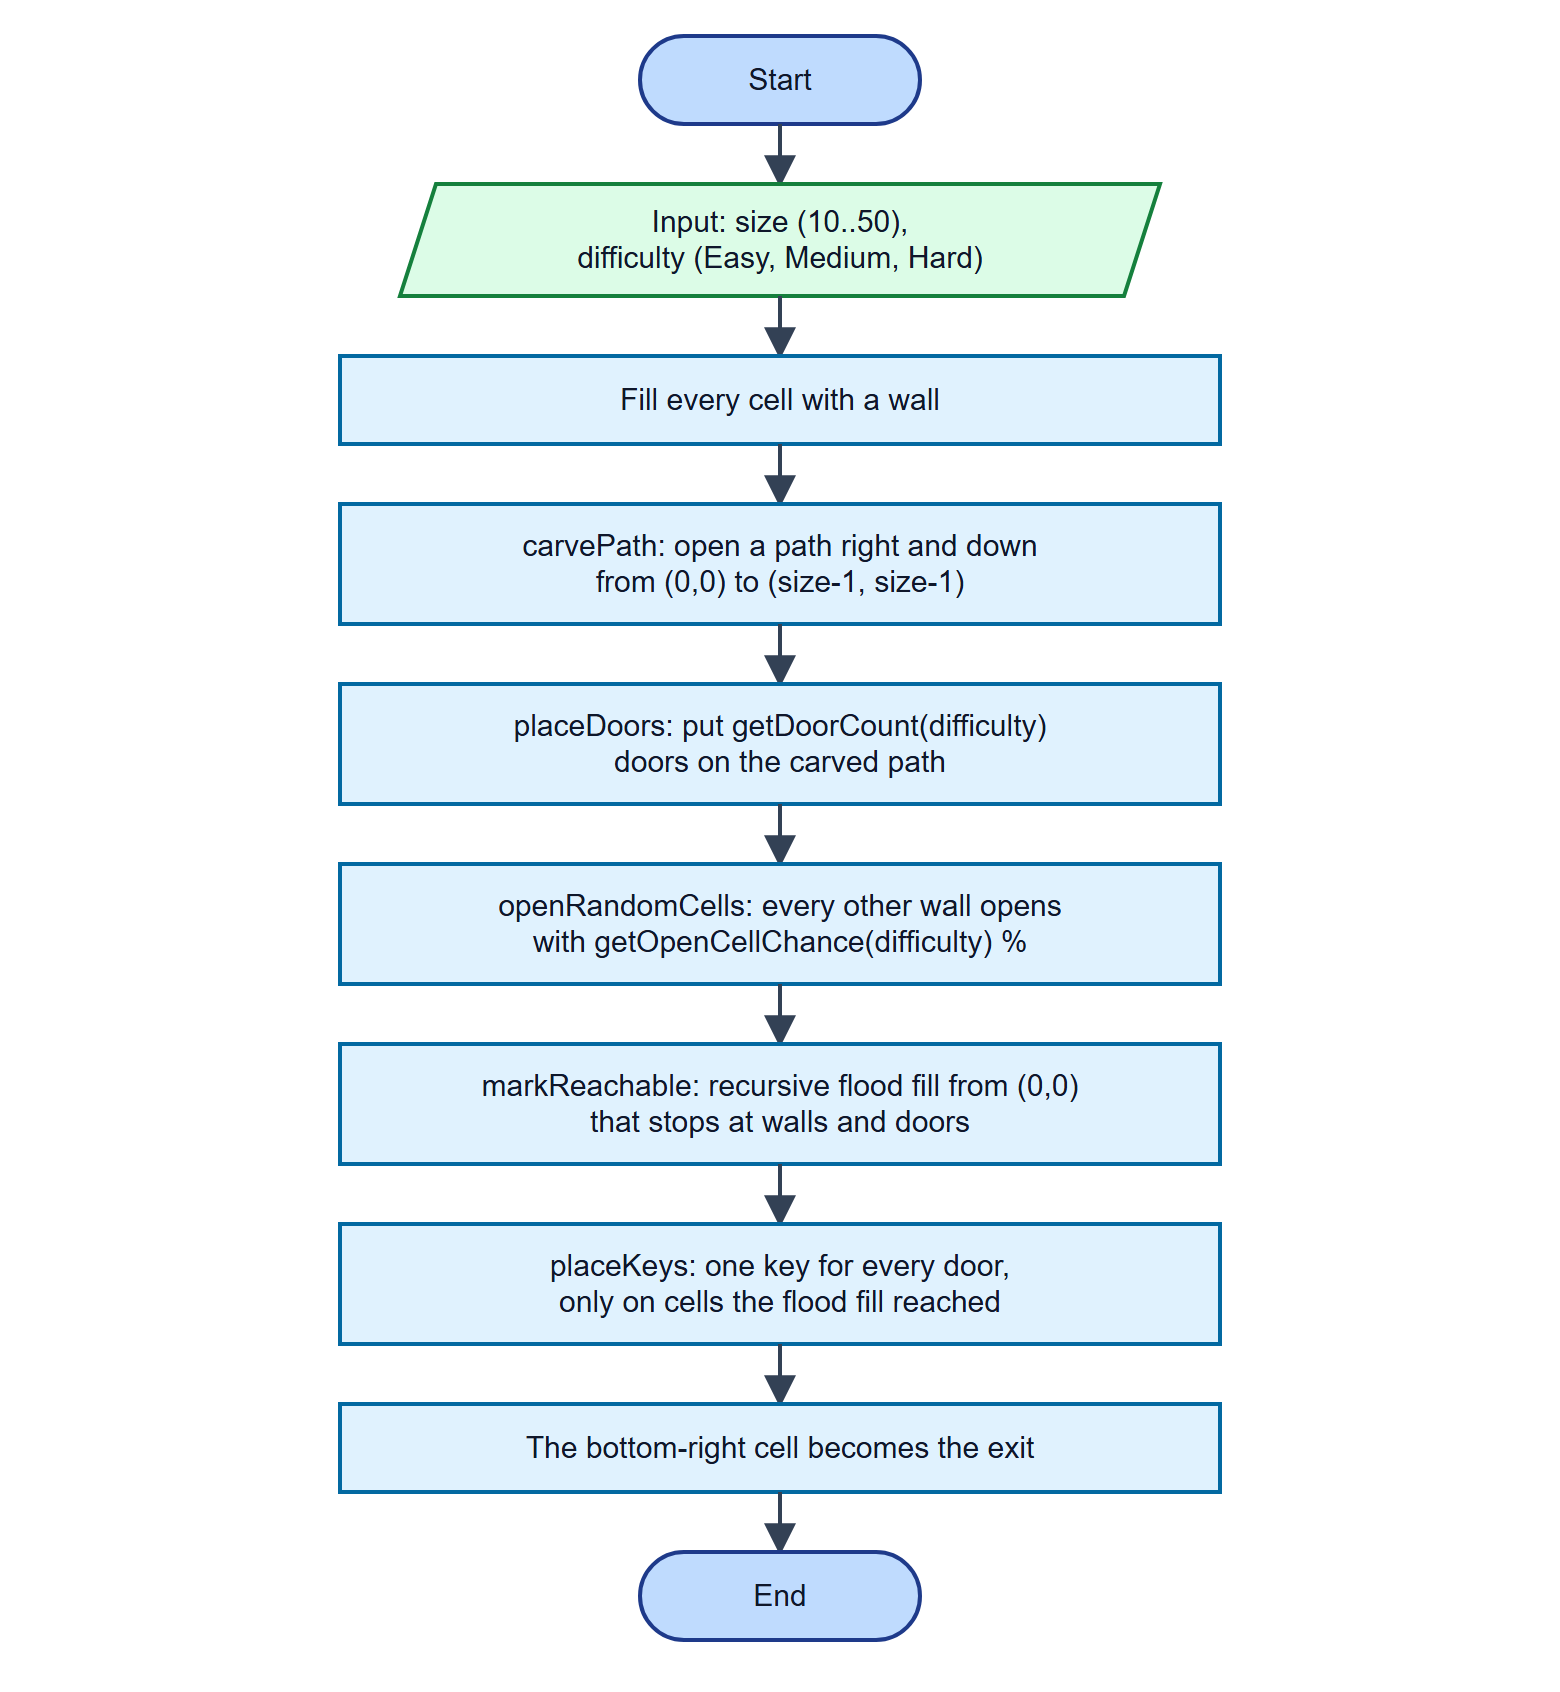 Start
Input: size (10..50),
difficulty (Easy, Medium, Hard)
Fill every cell with a wall
carvePath: open a path right and down
from (0,0) to (size-1, size-1)
placeDoors: put getDoorCount(difficulty)
doors on the carved path
openRandomCells: every other wall opens
with getOpenCellChance(difficulty) %
markReachable: recursive flood fill from (0,0)
that stops at walls and doors
placeKeys: one key for every door,
only on cells the flood fill reached
The bottom-right cell becomes the exit
End